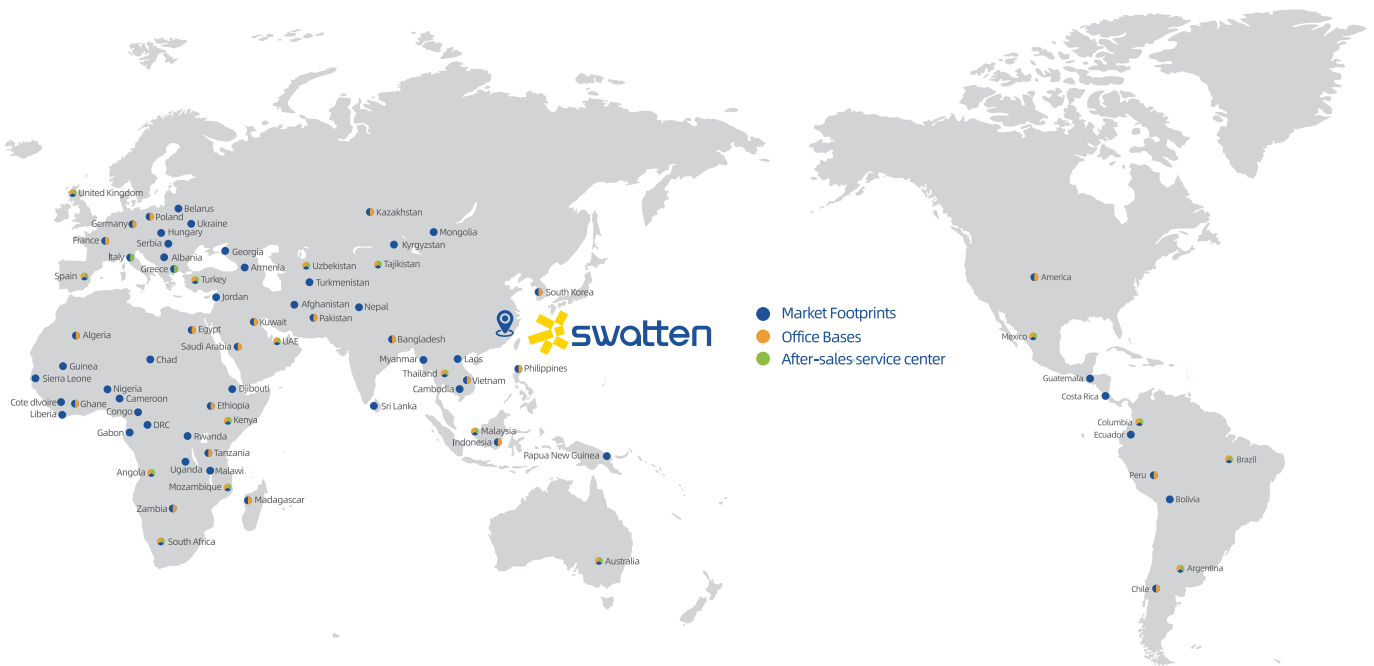 United Kingdom
Belarus
Poland
Germany
Ukraine
Hungary
France
Serbia
Italy
Albania
Greece
Spain
Turkey
Georgia
Armenia
Jordan
Kazakhstan
Mongolia
Kyrgyzstan
Uzbekistan
Tajikistan
Turkmenistan
Afghanistan
Nepal
Pakistan
South Korea
swatten
Kuwait
Egypt
Algeria
Saudi Arabia
UAE
Bangladesh
Myanmar
Laos
Thailand
Philippines
Vietnam
Cambodia
Sri Lanka
Malaysia
Indonesia
Papua New Guinea
Chad
Guinea
Sierra Leone
Nigeria
Djibouti
Cameroon
Cote dlvoire
Ghane
Ethiopia
Congo
Liberia
Kenya
DRC
Gabon
Rwanda
Tanzania
Uganda
Malawi
Angola
Mozambique
Madagascar
Zambia
South Africa
Australia
Market Footprints
Office Bases
After-sales service center
America
Mexico
Guatemala
Costa Rica
Columbia
Ecuador
Brazil
Peru
Bolivia
Argentina
Chile